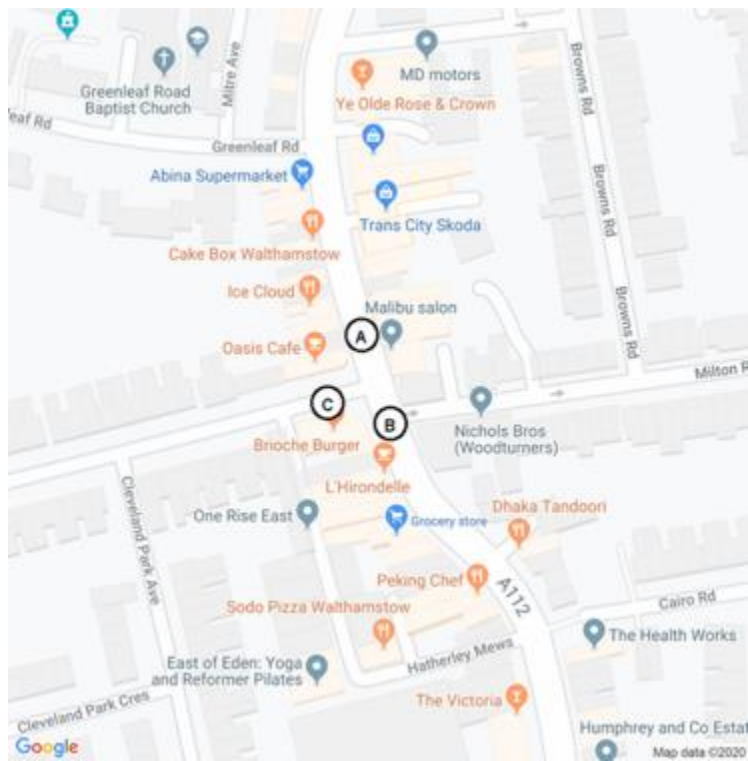 MD motors
Greenleaf Road
Baptist Church
Mitre Ave
Browns Rd
Ye Olde Rose & Crown
eaf Rd
Greenleaf Rd
Abina Supermarket
Browns Rd
Trans City Skoda
Cake Box Walthamstow
Ice Cloud
Browns Rd
Malibu salon
A
Oasis Cafe
Milton R
C
B
Brioche Burger
Nichols Bros
(Woodturners)
L'Hirondelle
Cleveland Park Ave
One Rise East
Dhaka Tandoori
Grocery store
Peking Chef
A112
Cairo Rd
Sodo Pizza Walthamstow
The Health Works
East of Eden: Yoga
and Reformer Pilates
Hatherley Mews
The Victoria
Cleveland Park Cres
Humphrey and Co Estat
Google
Map data ©2020